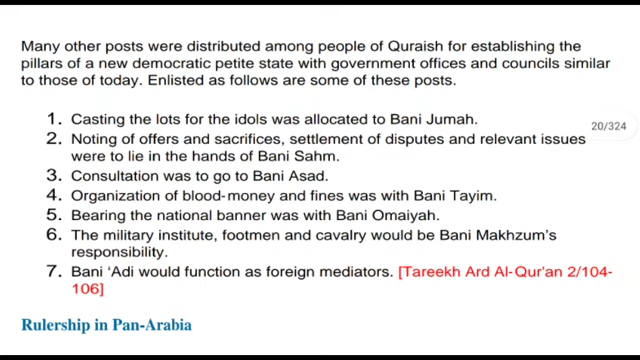 Many other posts were distributed among people of Quraish for establishing the
pillars of a new democratic petite state with government offices and councils similar
to those of today. Enlisted as follows are some of these posts.
1. Casting the lots for the idols was allocated to Bani Jumah.
20/324
2. Noting of offers and sacrifices, settlement of disputes and relevant issues
were to lie in the hands of Bani Sahm.
3. Consultation was to go to Bani Asad.
4. Organization of blood-money and fines was with Bani Tayim.
5. Bearing the national banner was with Bani Omaiyah.
6. The military institute, footmen and cavalry would be Bani Makhzum's
responsibility.
7. Bani ‘Adi would function as foreign mediators. [Tareekh Ard Al-Qur'an 2/104-
106]
Rulership in Pan-Arabia